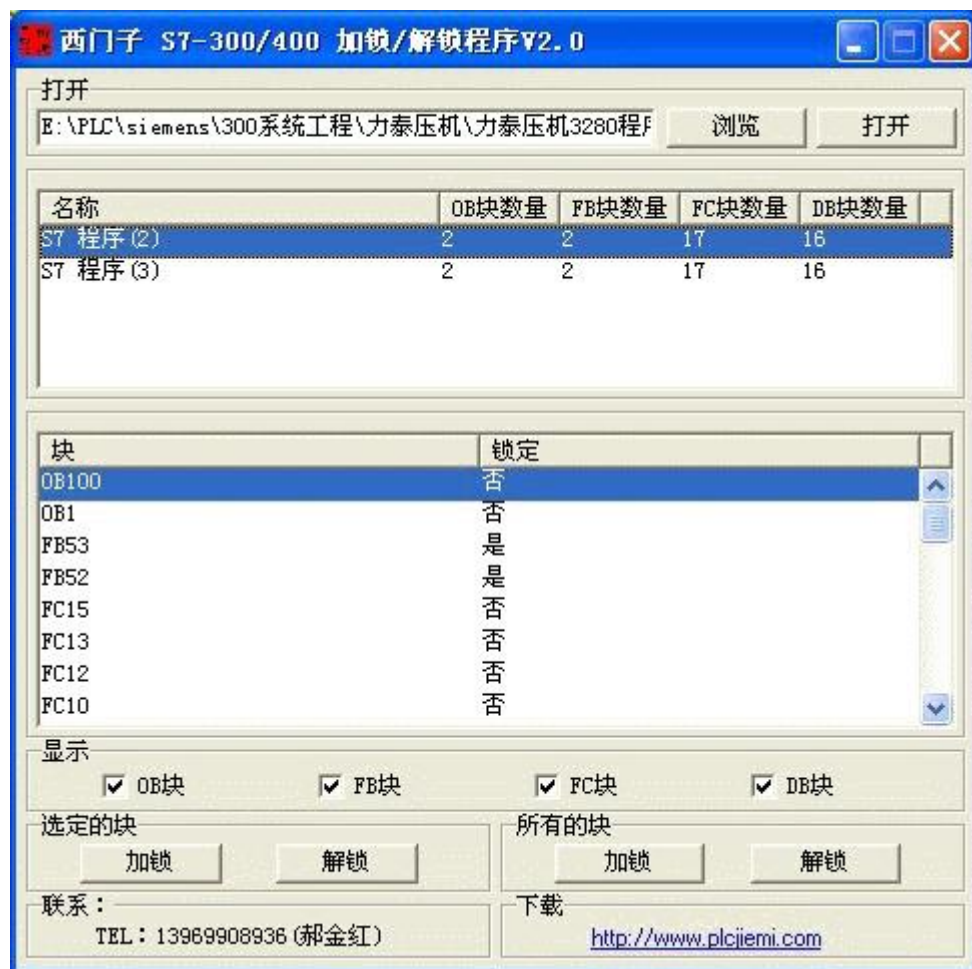 西门子 S7-300/400 加锁/解锁程序V2.0
打开
E:\PLC\siemens\300系统工程\力泰压机\力泰压机3280程序 浏览 打开
名称 OB块数量 FB块数量 FC块数量 DB块数量
S7 程序(2) 2 2 17 16
S7 程序(3) 2 2 17 16
块 锁定
OB100 否
OB1 否
FB53 是
FB52 是
FC15 否
FC13 否
FC12 否
FC10 否
显示
OB块 FB块 FC块 DB块
选定的块 所有的块
加锁 解锁 加锁 解锁
联系： 下载
TEL：13969908936(郝金红) http://www.plcjiemi.com